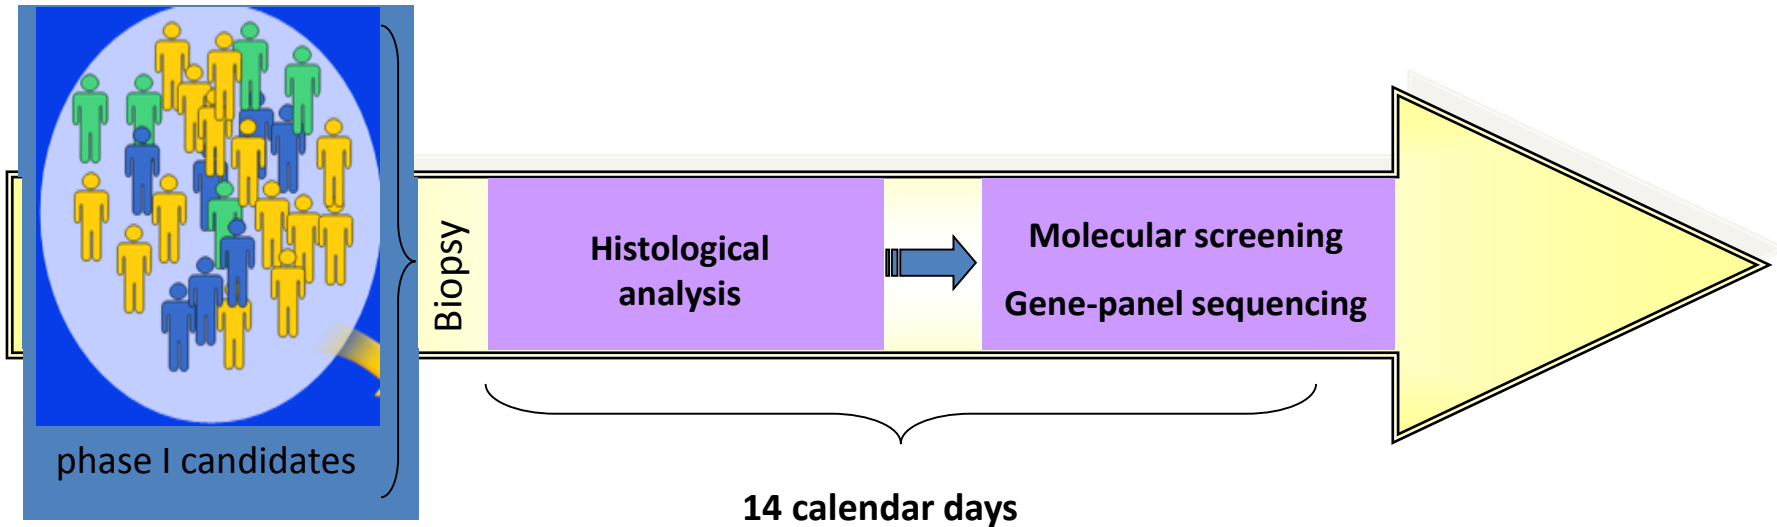 phase I candidates
Biopsy
Histological
analysis
Molecular screening
Gene-panel sequencing
14 calendar days